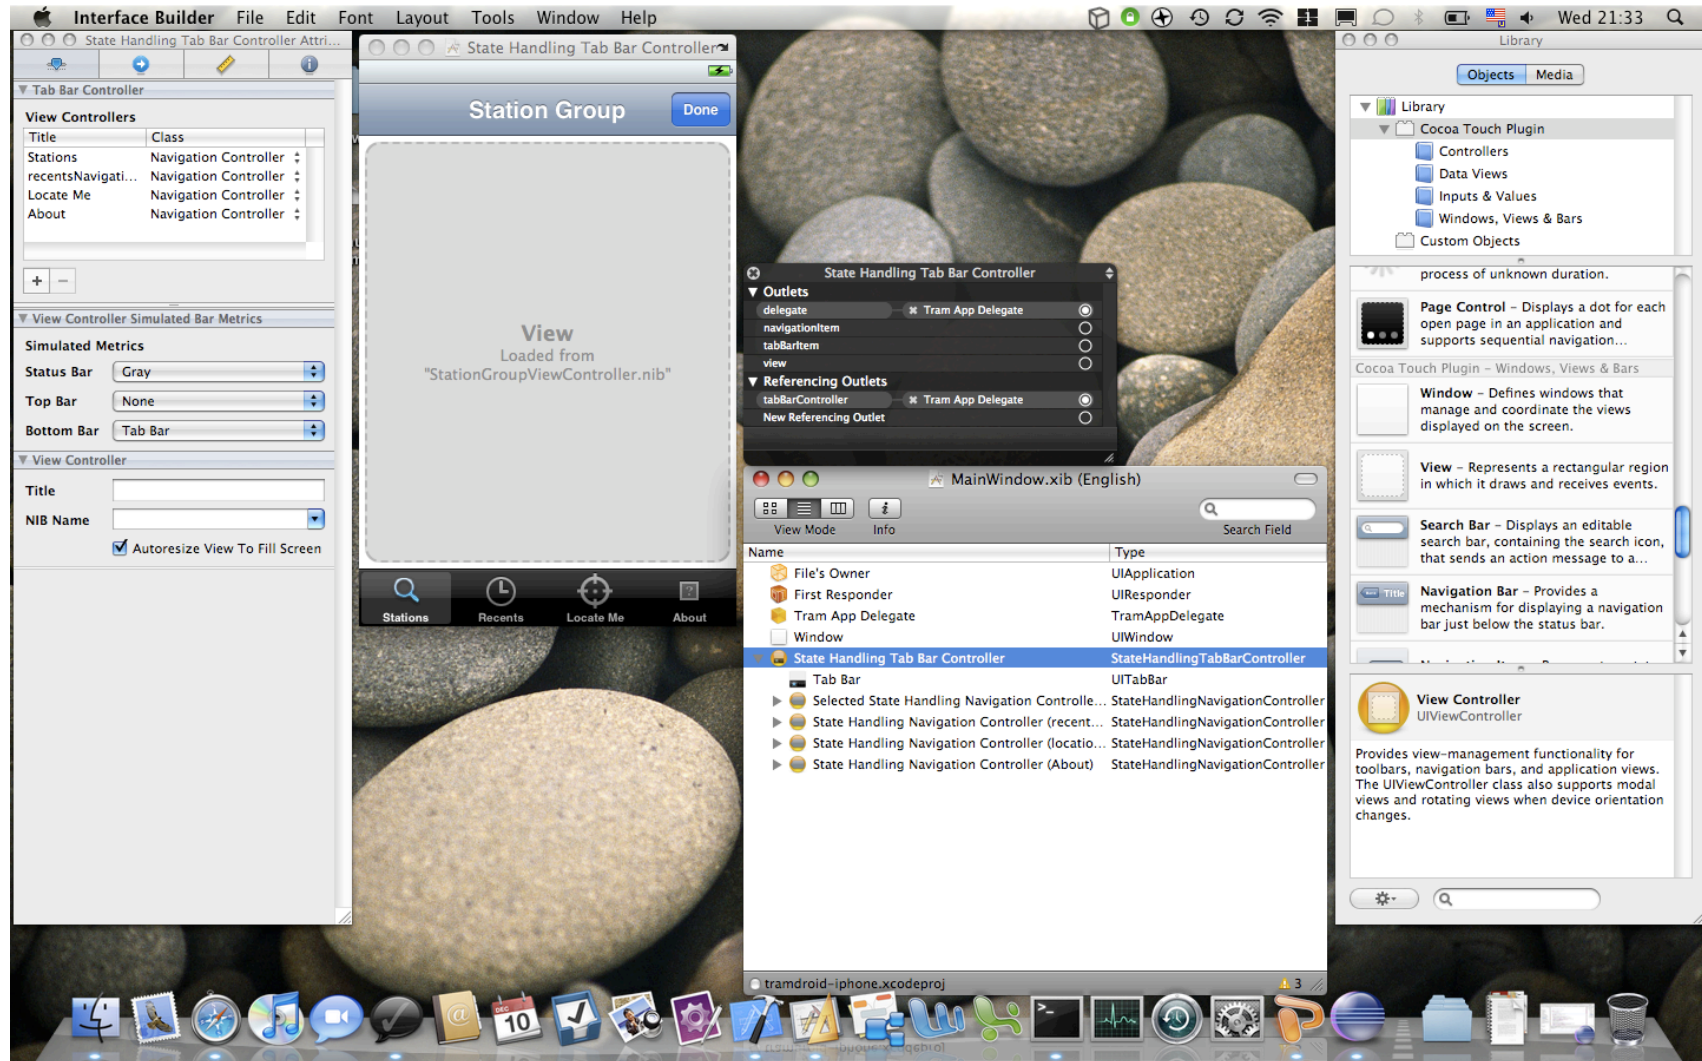 Interface Builder File Edit Font Layout Tools Window Help
Wed 21:33
State Handling Tab Bar Controller Attri...
Tab Bar Controller
View Controllers
Title Class
Stations Navigation Controller
recentsNavigati... Navigation Controller
Locate Me Navigation Controller
About Navigation Controller
View Controller Simulated Bar Metrics
Simulated Metrics
Status Bar Gray
Top Bar None
Bottom Bar Tab Bar
View Controller
Title
NIB Name
Autoresize View To Fill Screen
State Handling Tab Bar Controller
Station Group Done
View
Loaded from
"StationGroupViewController.nib"
Stations Recents Locate Me About
State Handling Tab Bar Controller
Outlets
delegate Tram App Delegate
navigationItem
tabBarItem
view
Referencing Outlets
tabBarController Tram App Delegate
New Referencing Outlet
MainWindow.xib (English)
View Mode Info Search Field
Name Type
File's Owner UIApplication
First Responder UIResponder
Tram App Delegate TramAppDelegate
Window UIWindow
State Handling Tab Bar Controller StateHandlingTabBarController
Tab Bar UITabBar
Selected State Handling Navigation Controlle... StateHandlingNavigationController
State Handling Navigation Controller (recent... StateHandlingNavigationController
State Handling Navigation Controller (locatio... StateHandlingNavigationController
State Handling Navigation Controller (About) StateHandlingNavigationController
tramdroid-iphone.xcodeproj 3
Library
Objects Media
Library
Cocoa Touch Plugin
Controllers
Data Views
Inputs & Values
Windows, Views & Bars
Custom Objects
process of unknown duration.
Page Control – Displays a dot for each
open page in an application and
supports sequential navigation...
Cocoa Touch Plugin – Windows, Views & Bars
Window – Defines windows that
manage and coordinate the views
displayed on the screen.
View – Represents a rectangular region
in which it draws and receives events.
Search Bar – Displays an editable
search bar, containing the search icon,
that sends an action message to a...
Title
Navigation Bar – Provides a
mechanism for displaying a navigation
bar just below the status bar.
View Controller
UIViewController
Provides view-management functionality for
toolbars, navigation bars, and application views.
The UIViewController class also supports modal
views and rotating views when device orientation
changes.
DEC
10